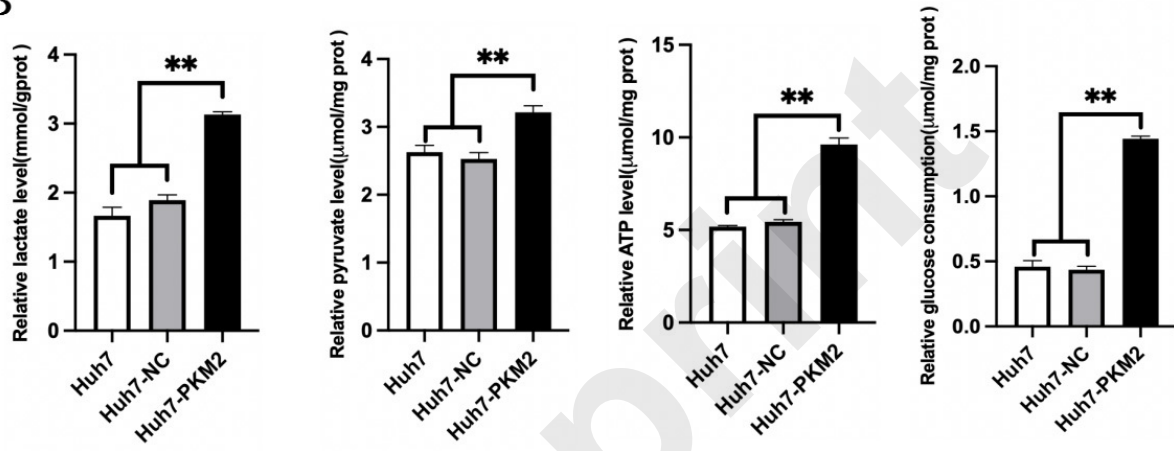 B
Relative lactate level(mmol/gprot )
4
3
2
1
0
**
Huh7
Huh7-NC
Huh7-PKM2
Relative pyruvate level(μmol/mg prot )
4
3
2
1
0
**
Huh7
Huh7-NC
Huh7-PKM2
Relative ATP level(μmol/mg prot )
15
10
5
0
**
Huh7
Huh7-NC
Huh7-PKM2
Relative glucose consumption(μmol/mg prot )
2.0
1.5
1.0
0.5
0.0
**
Huh7
Huh7-NC
Huh7-PKM2
print